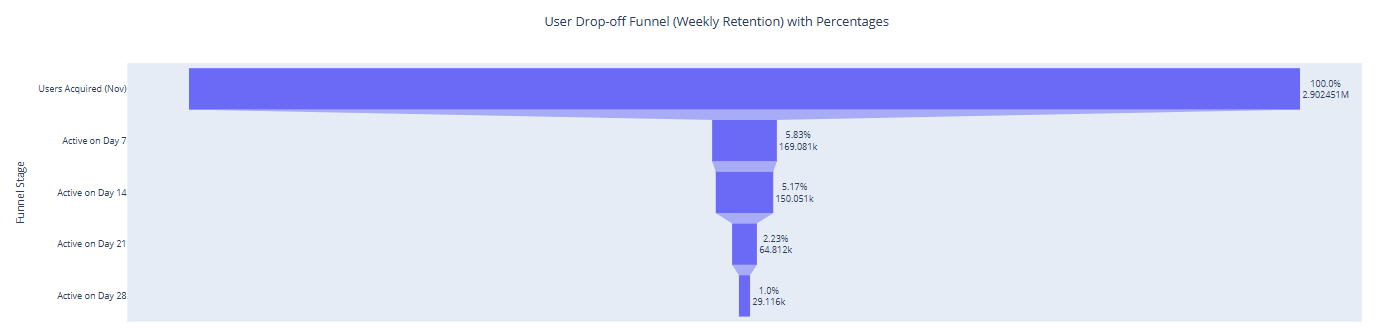 User Drop-off Funnel (Weekly Retention) with Percentages
Funnel Stage
Users Acquired (Nov)
100.0%
2.902451M
Active on Day 7
5.83%
169.081k
Active on Day 14
5.17%
150.051k
Active on Day 21
2.23%
64.812k
Active on Day 28
1.0%
29.116k